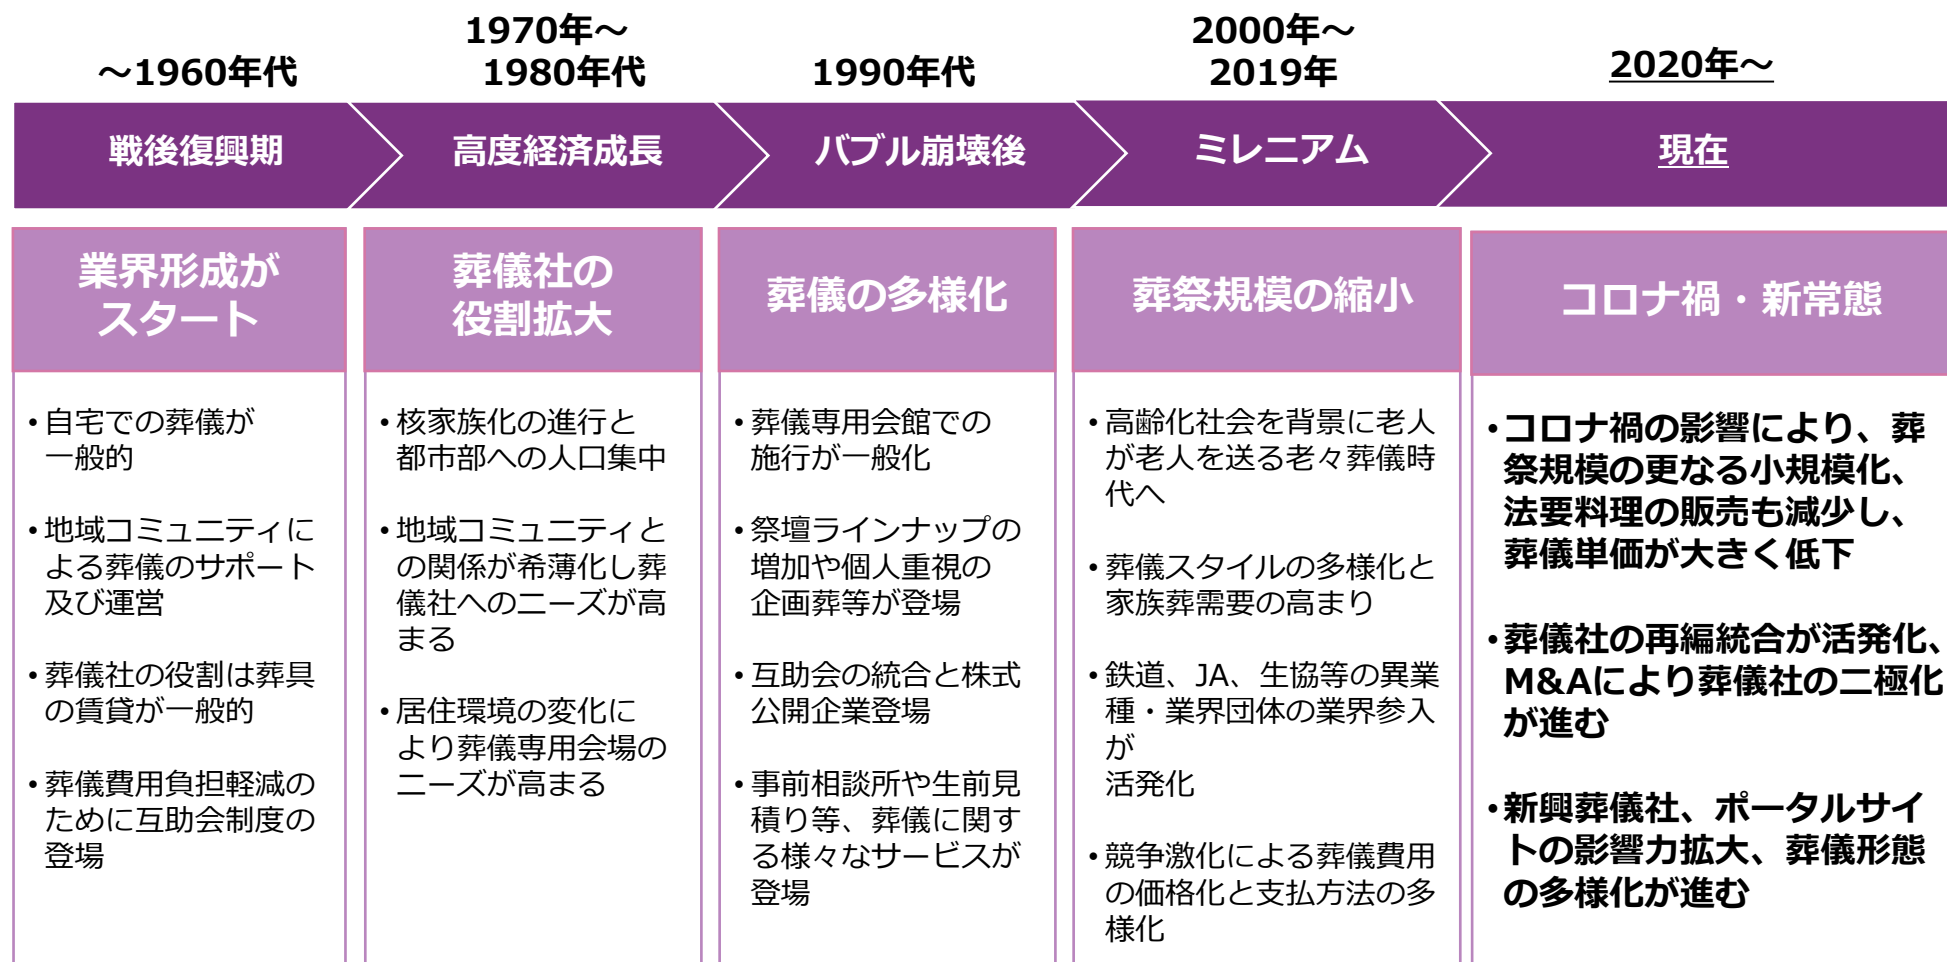 ～1960年代
1970年～
1980年代
1990年代
2000年～
2019年
2020年～
戦後復興期
高度経済成長
バブル崩壊後
ミレニアム
現在
業界形成が
スタート
葬儀社の
役割拡大
葬儀の多様化
葬祭規模の縮小
コロナ禍・新常態
•自宅での葬儀が
一般的
•地域コミュニティに
よる葬儀のサポート
及び運営
•葬儀社の役割は葬具
の賃貸が一般的
•葬儀費用負担軽減の
ために互助会制度の
登場
•核家族化の進行と
都市部への人口集中
•地域コミュニティと
の関係が希薄化し葬
儀社へのニーズが高
まる
•居住環境の変化に
より葬儀専用会場の
ニーズが高まる
•葬儀専用会館での
施行が一般化
•祭壇ラインナップの
増加や個人重視の
企画葬等が登場
•互助会の統合と株式
公開企業登場
•事前相談所や生前見
積り等、葬儀に関す
る様々なサービスが
登場
•高齢化社会を背景に老人
が老人を送る老々葬儀時
代へ
•葬儀スタイルの多様化と
家族葬需要の高まり
•鉄道、JA、生協等の異業
種・業界団体の業界参入
が
活発化
•競争激化による葬儀費用
の価格化と支払方法の多
様化
•コロナ禍の影響により、葬
祭規模の更なる小規模化、
法要料理の販売も減少し、
葬儀単価が大きく低下
•葬儀社の再編統合が活発化、
M&Aにより葬儀社の二極化
が進む
•新興葬儀社、ポータルサイ
トの影響力拡大、葬儀形態
の多様化が進む